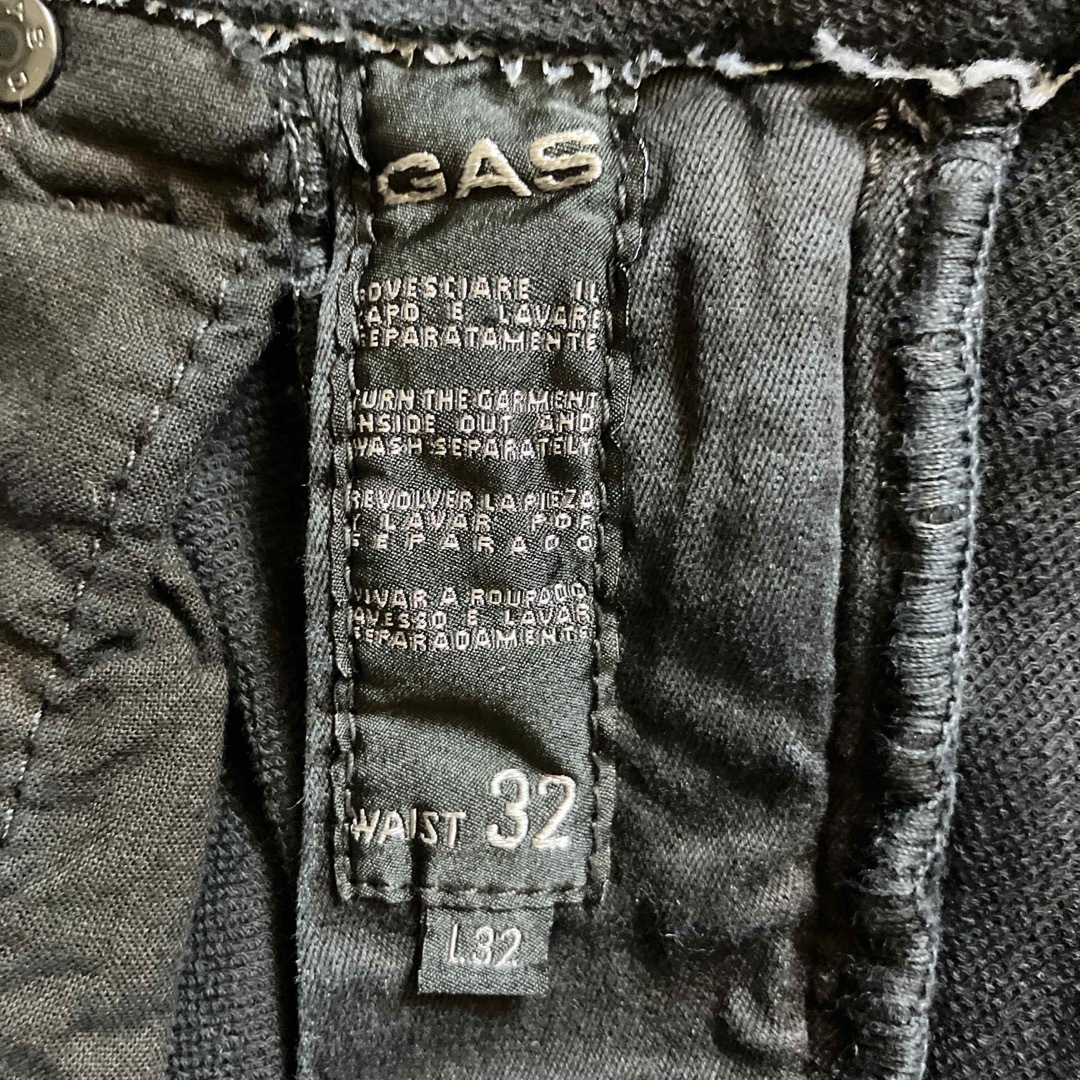 GAS
ROVESCIARE IL
CAPO E LAVARE
SEPARATAMENTE
TURN THE GARMENT
INSIDE OUT AND
WASH SEPARATELY
REVOLVER LA PIEZA
Y LAVAR POR
SEPARADO
VIRAR A ROUPA DO
AVESSO E LAVAR
SEPARADAMENTE
WAIST 32
L32